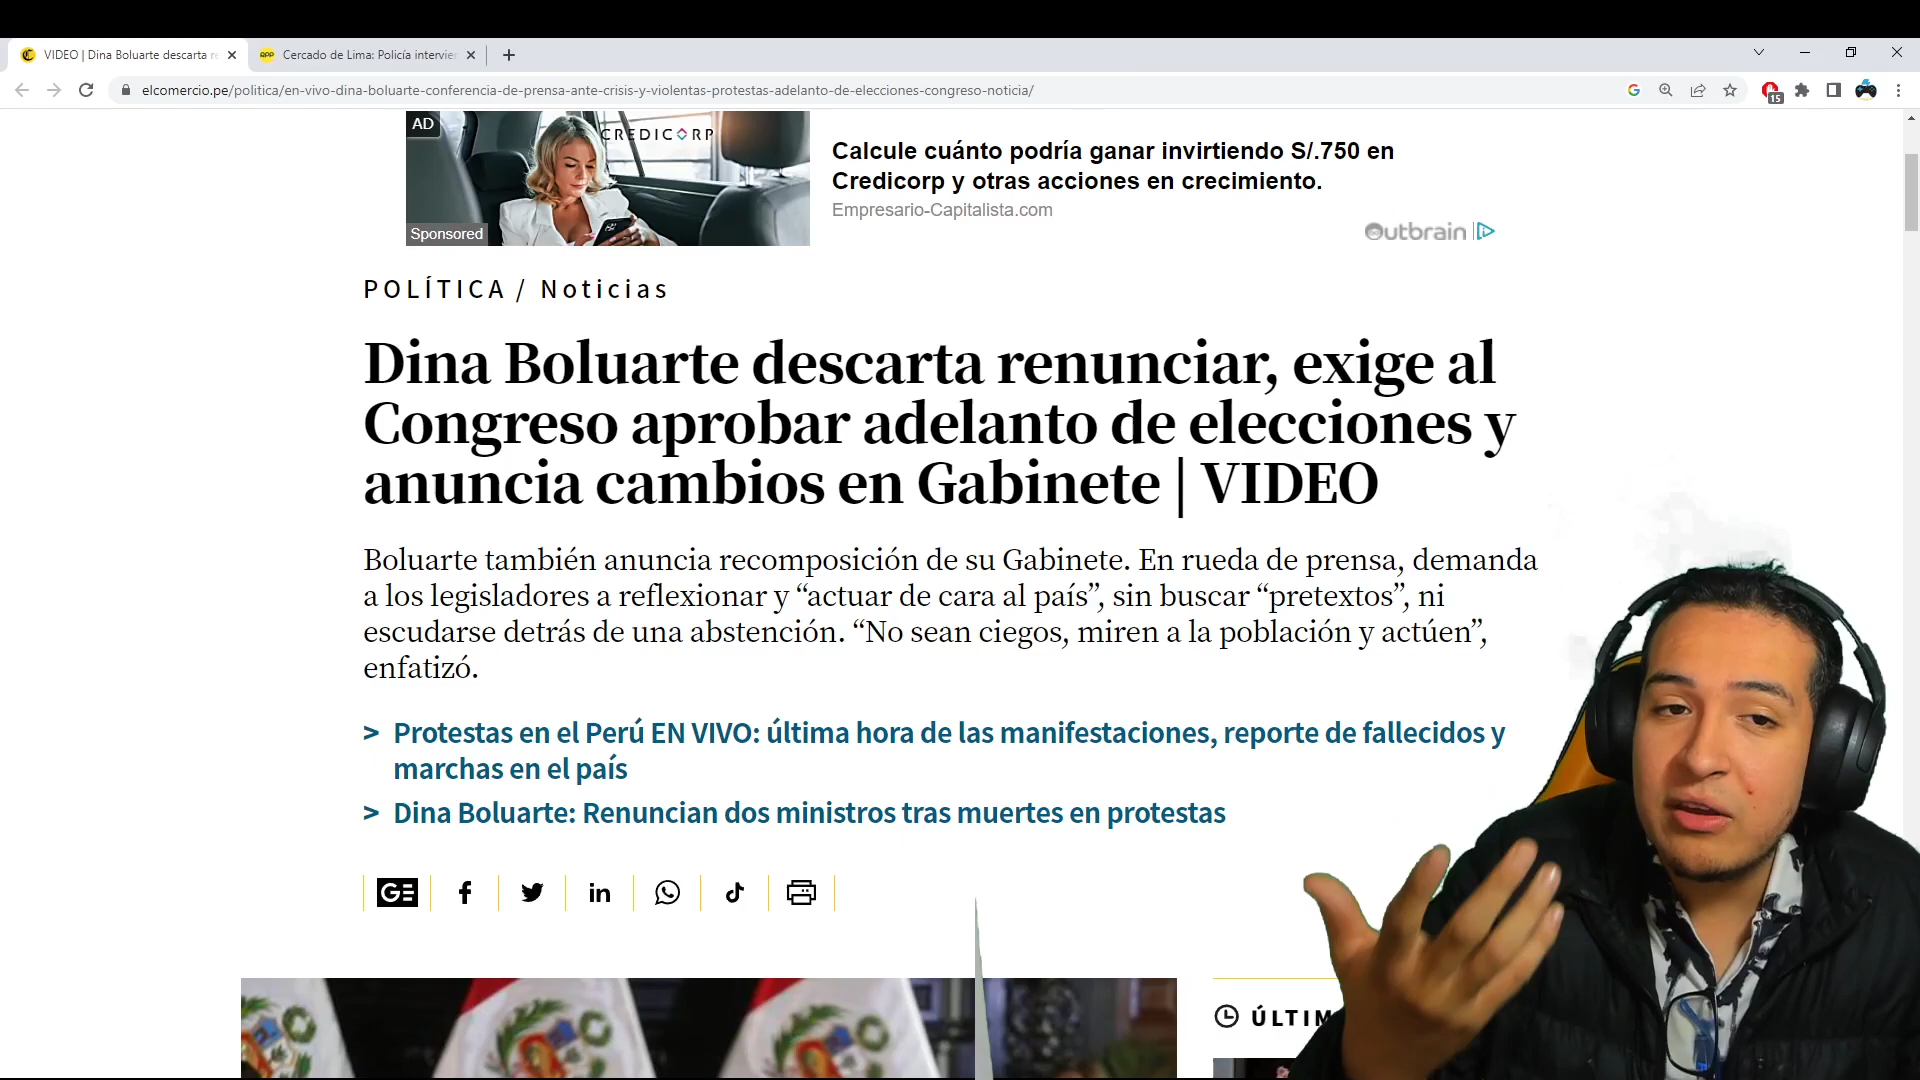 VIDEO | Dina Boluarte descarta re
Cercado de Lima: Policía intervien
elcomercio.pe/politica/en-vivo-dina-boluarte-conferencia-de-prensa-ante-crisis-y-violentas-protestas-adelanto-de-elecciones-congreso-noticia/
15
AD
CREDICORP
Sponsored
Calcule cuánto podría ganar invirtiendo S/.750 en
Credicorp y otras acciones en crecimiento.
Empresario-Capitalista.com
Outbrain
POLÍTICA / Noticias
Dina Boluarte descarta renunciar, exige al
Congreso aprobar adelanto de elecciones y
anuncia cambios en Gabinete | VIDEO
Boluarte también anuncia recomposición de su Gabinete. En rueda de prensa, demanda
a los legisladores a reflexionar y “actuar de cara al país”, sin buscar “pretextos”, ni
escudarse detrás de una abstención. “No sean ciegos, miren a la población y actúen”,
enfatizó.
> Protestas en el Perú EN VIVO: última hora de las manifestaciones, reporte de fallecidos y
marchas en el país
> Dina Boluarte: Renuncian dos ministros tras muertes en protestas
GE
ÚLTIM